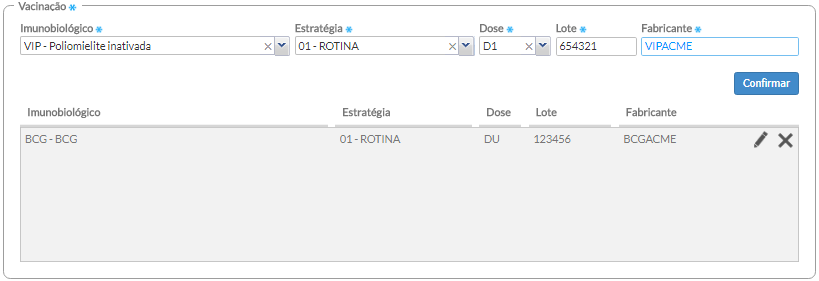 Vacinação *
Imunobiológico * Estratégia * Dose * Lote * Fabricante *
VIP - Poliomielite inativada 01 - ROTINA D1 654321 VIPACME
Confirmar
Imunobiológico Estratégia Dose Lote Fabricante
BCG - BCG 01 - ROTINA DU 123456 BCGACME